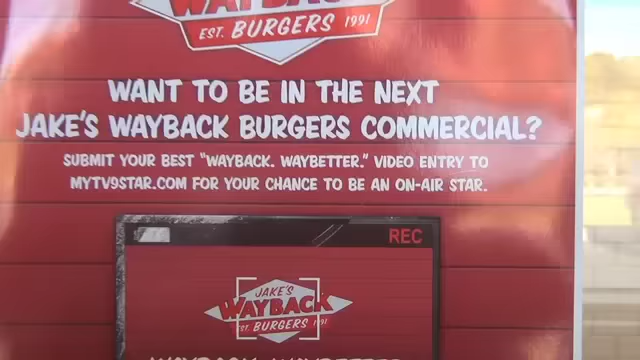 WAYBACK
EST. BURGERS 1991
WANT TO BE IN THE NEXT
JAKE'S WAYBACK BURGERS COMMERCIAL?
SUBMIT YOUR BEST "WAYBACK. WAYBETTER." VIDEO ENTRY TO
MYTV9STAR.COM FOR YOUR CHANCE TO BE AN ON-AIR STAR.
REC
JAKE'S
WAYBACK
EST. BURGERS 1991